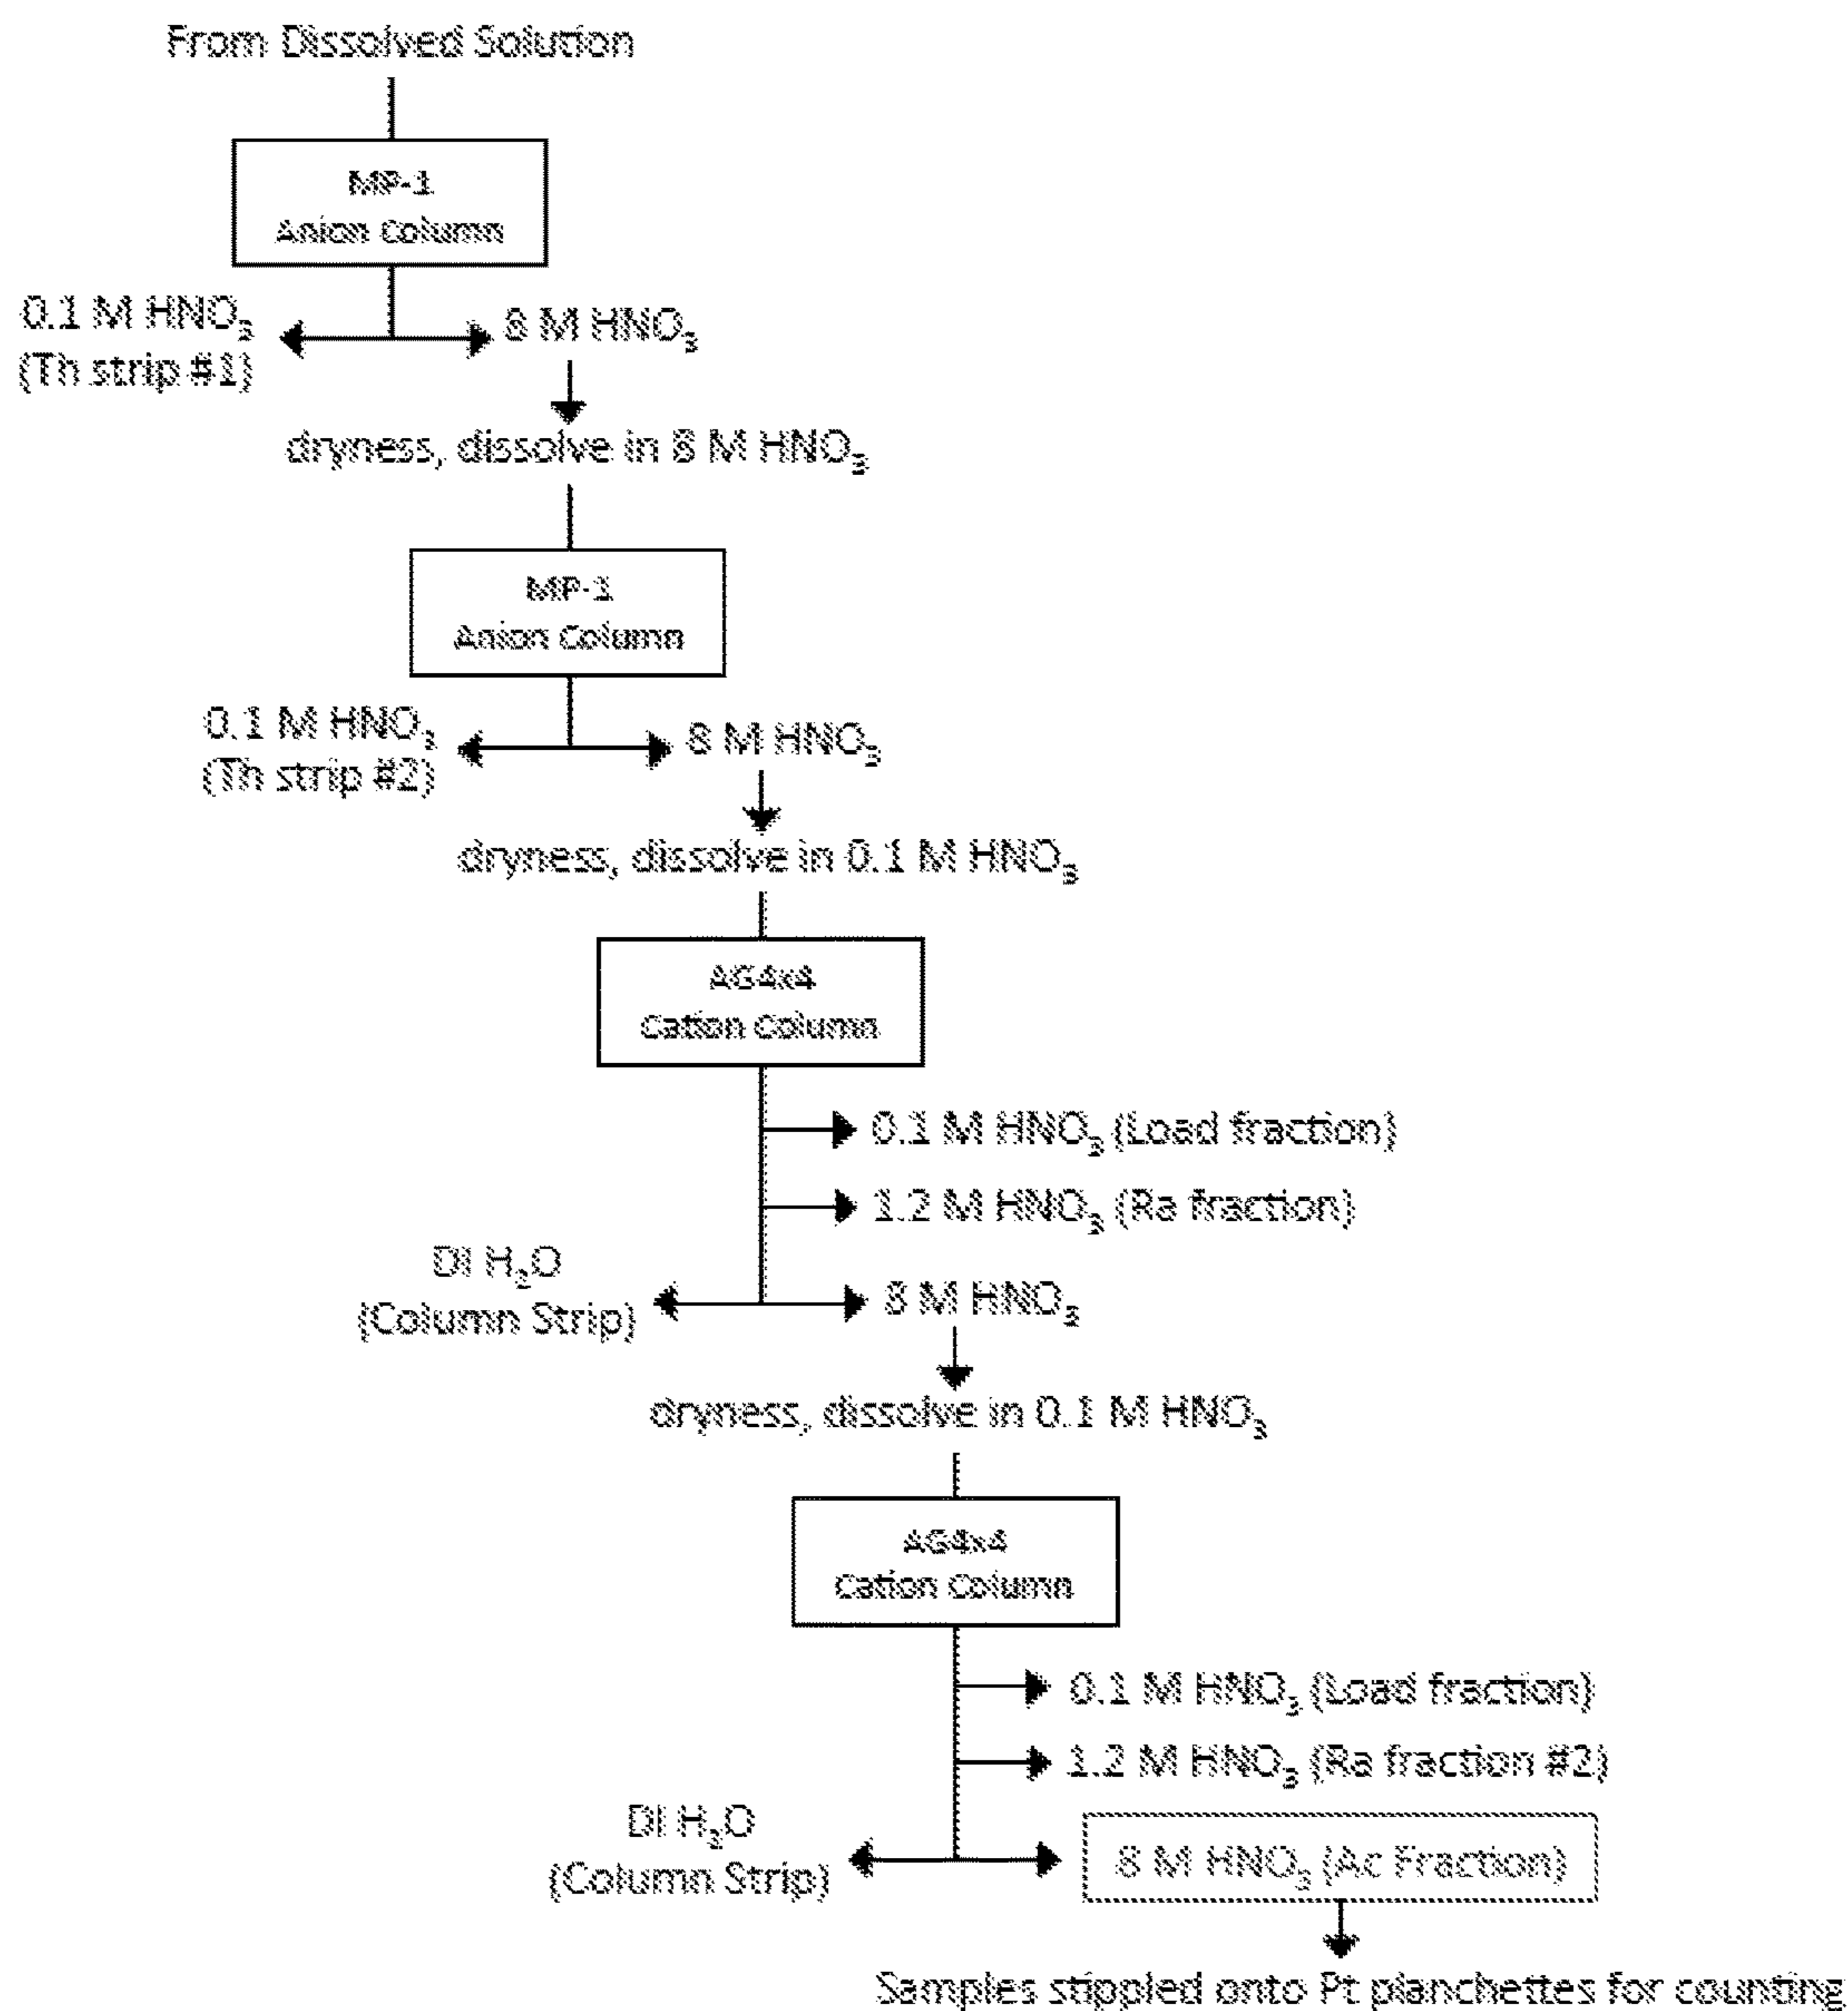 From Dissolved Solution
MP-1
Anion Column
0.1 M HNO₃
(Th strip #1)
8 M HNO₃
dryness, dissolve in 8 M HNO₃
MP-1
Anion Column
0.1 M HNO₃
(Th strip #2)
8 M HNO₃
dryness, dissolve in 0.1 M HNO₃
AG4x4
Cation Column
0.1 M HNO₃ (Load fraction)
1.2 M HNO₃ (Ra fraction)
DI H₂O
(Column Strip)
8 M HNO₃
dryness, dissolve in 0.1 M HNO₃
AG4x4
Cation Column
0.1 M HNO₃ (Load fraction)
1.2 M HNO₃ (Ra fraction #2)
DI H₂O
(Column Strip)
8 M HNO₃ (Ac Fraction)
Samples stippled onto Pt planchettes for counting